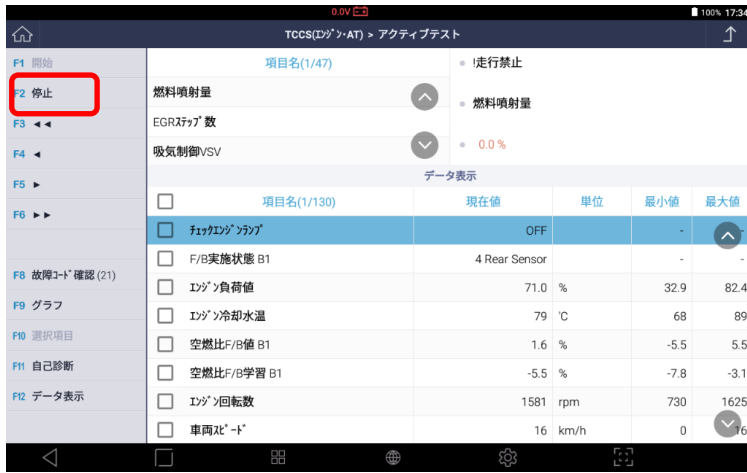 0.0V
100% 17:34
TCCS(ｴﾝｼﾞﾝ･AT) > アクティブテスト
F1 開始
F2 停止
F3 ◄◄
F4 ◄
F5 ►
F6 ►►
F8 故障ｺｰﾄﾞ確認 (21)
F9 グラフ
F10 選択項目
F11 自己診断
F12 データ表示
項目名(1/47)
燃料噴射量
EGRｽﾃｯﾌﾟ数
吸気制御VSV
!走行禁止
燃料噴射量
0.0 %
データ表示
項目名(1/130) 現在値 単位 最小値 最大値
ﾁｪｯｸｴﾝｼﾞﾝﾗﾝﾌﾟ OFF - -
F/B実施状態 B1 4 Rear Sensor - -
ｴﾝｼﾞﾝ負荷値 71.0 % 32.9 82.4
ｴﾝｼﾞﾝ冷却水温 79 ℃ 68 89
空燃比F/B値 B1 1.6 % -5.5 5.5
空燃比F/B学習 B1 -5.5 % -7.8 -3.1
ｴﾝｼﾞﾝ回転数 1581 rpm 730 1625
車両ｽﾋﾟｰﾄﾞ 16 km/h 0 16